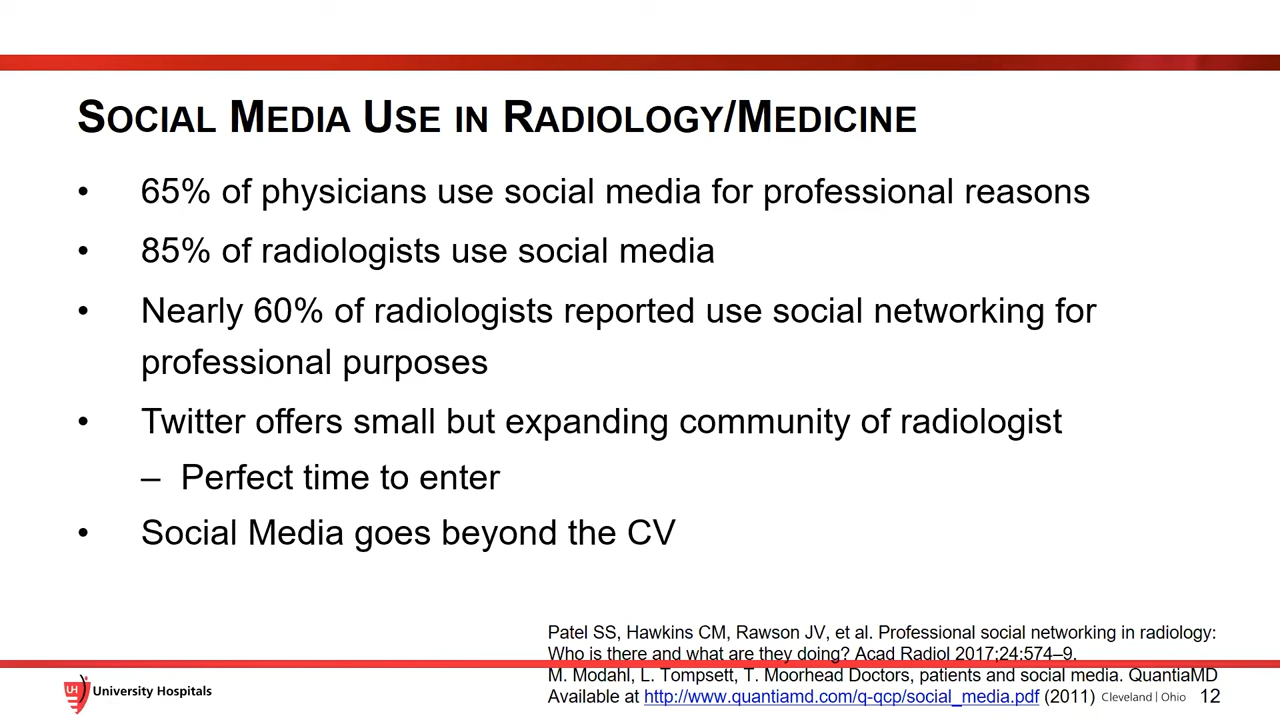 SOCIAL MEDIA USE IN RADIOLOGY/MEDICINE
• 65% of physicians use social media for professional reasons
• 85% of radiologists use social media
• Nearly 60% of radiologists reported use social networking for
professional purposes
• Twitter offers small but expanding community of radiologist
– Perfect time to enter
• Social Media goes beyond the CV
Patel SS, Hawkins CM, Rawson JV, et al. Professional social networking in radiology:
Who is there and what are they doing? Acad Radiol 2017;24:574–9.
M. Modahl, L. Tompsett, T. Moorhead Doctors, patients and social media. QuantiaMD
Available at http://www.quantiamd.com/q-qcp/social_media.pdf (2011)
UH University Hospitals
Cleveland | Ohio 12